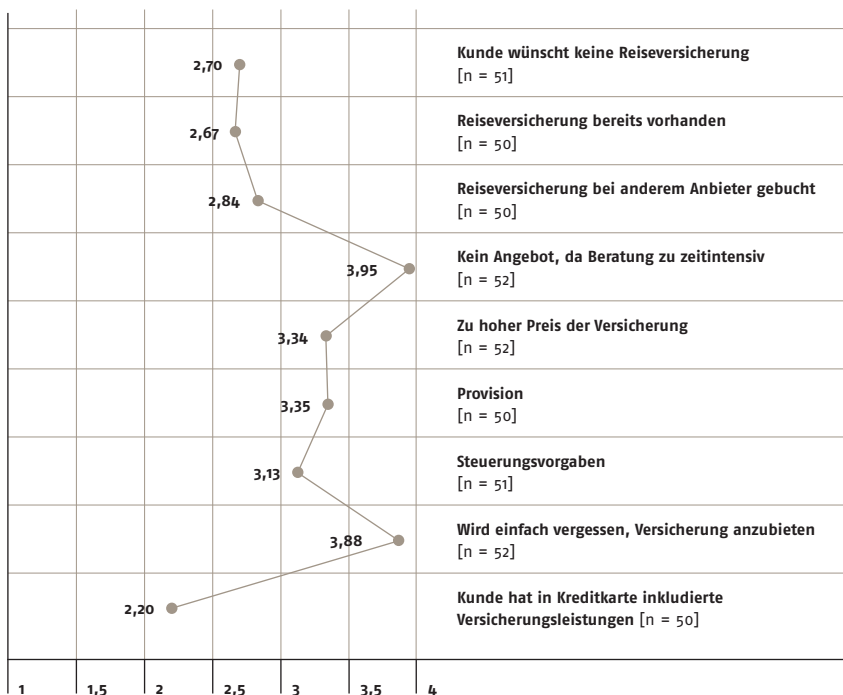 2,70
Kunde wünscht keine Reiseversicherung
[n = 51]
2,67
Reiseversicherung bereits vorhanden
[n = 50]
2,84
Reiseversicherung bei anderem Anbieter gebucht
[n = 50]
3,95
Kein Angebot, da Beratung zu zeitintensiv
[n = 52]
3,34
Zu hoher Preis der Versicherung
[n = 52]
3,35
Provision
[n = 50]
3,13
Steuerungsvorgaben
[n = 51]
3,88
Wird einfach vergessen, Versicherung anzubieten
[n = 52]
2,20
Kunde hat in Kreditkarte inkludierte
Versicherungsleistungen [n = 50]
1 1,5 2 2,5 3 3,5 4